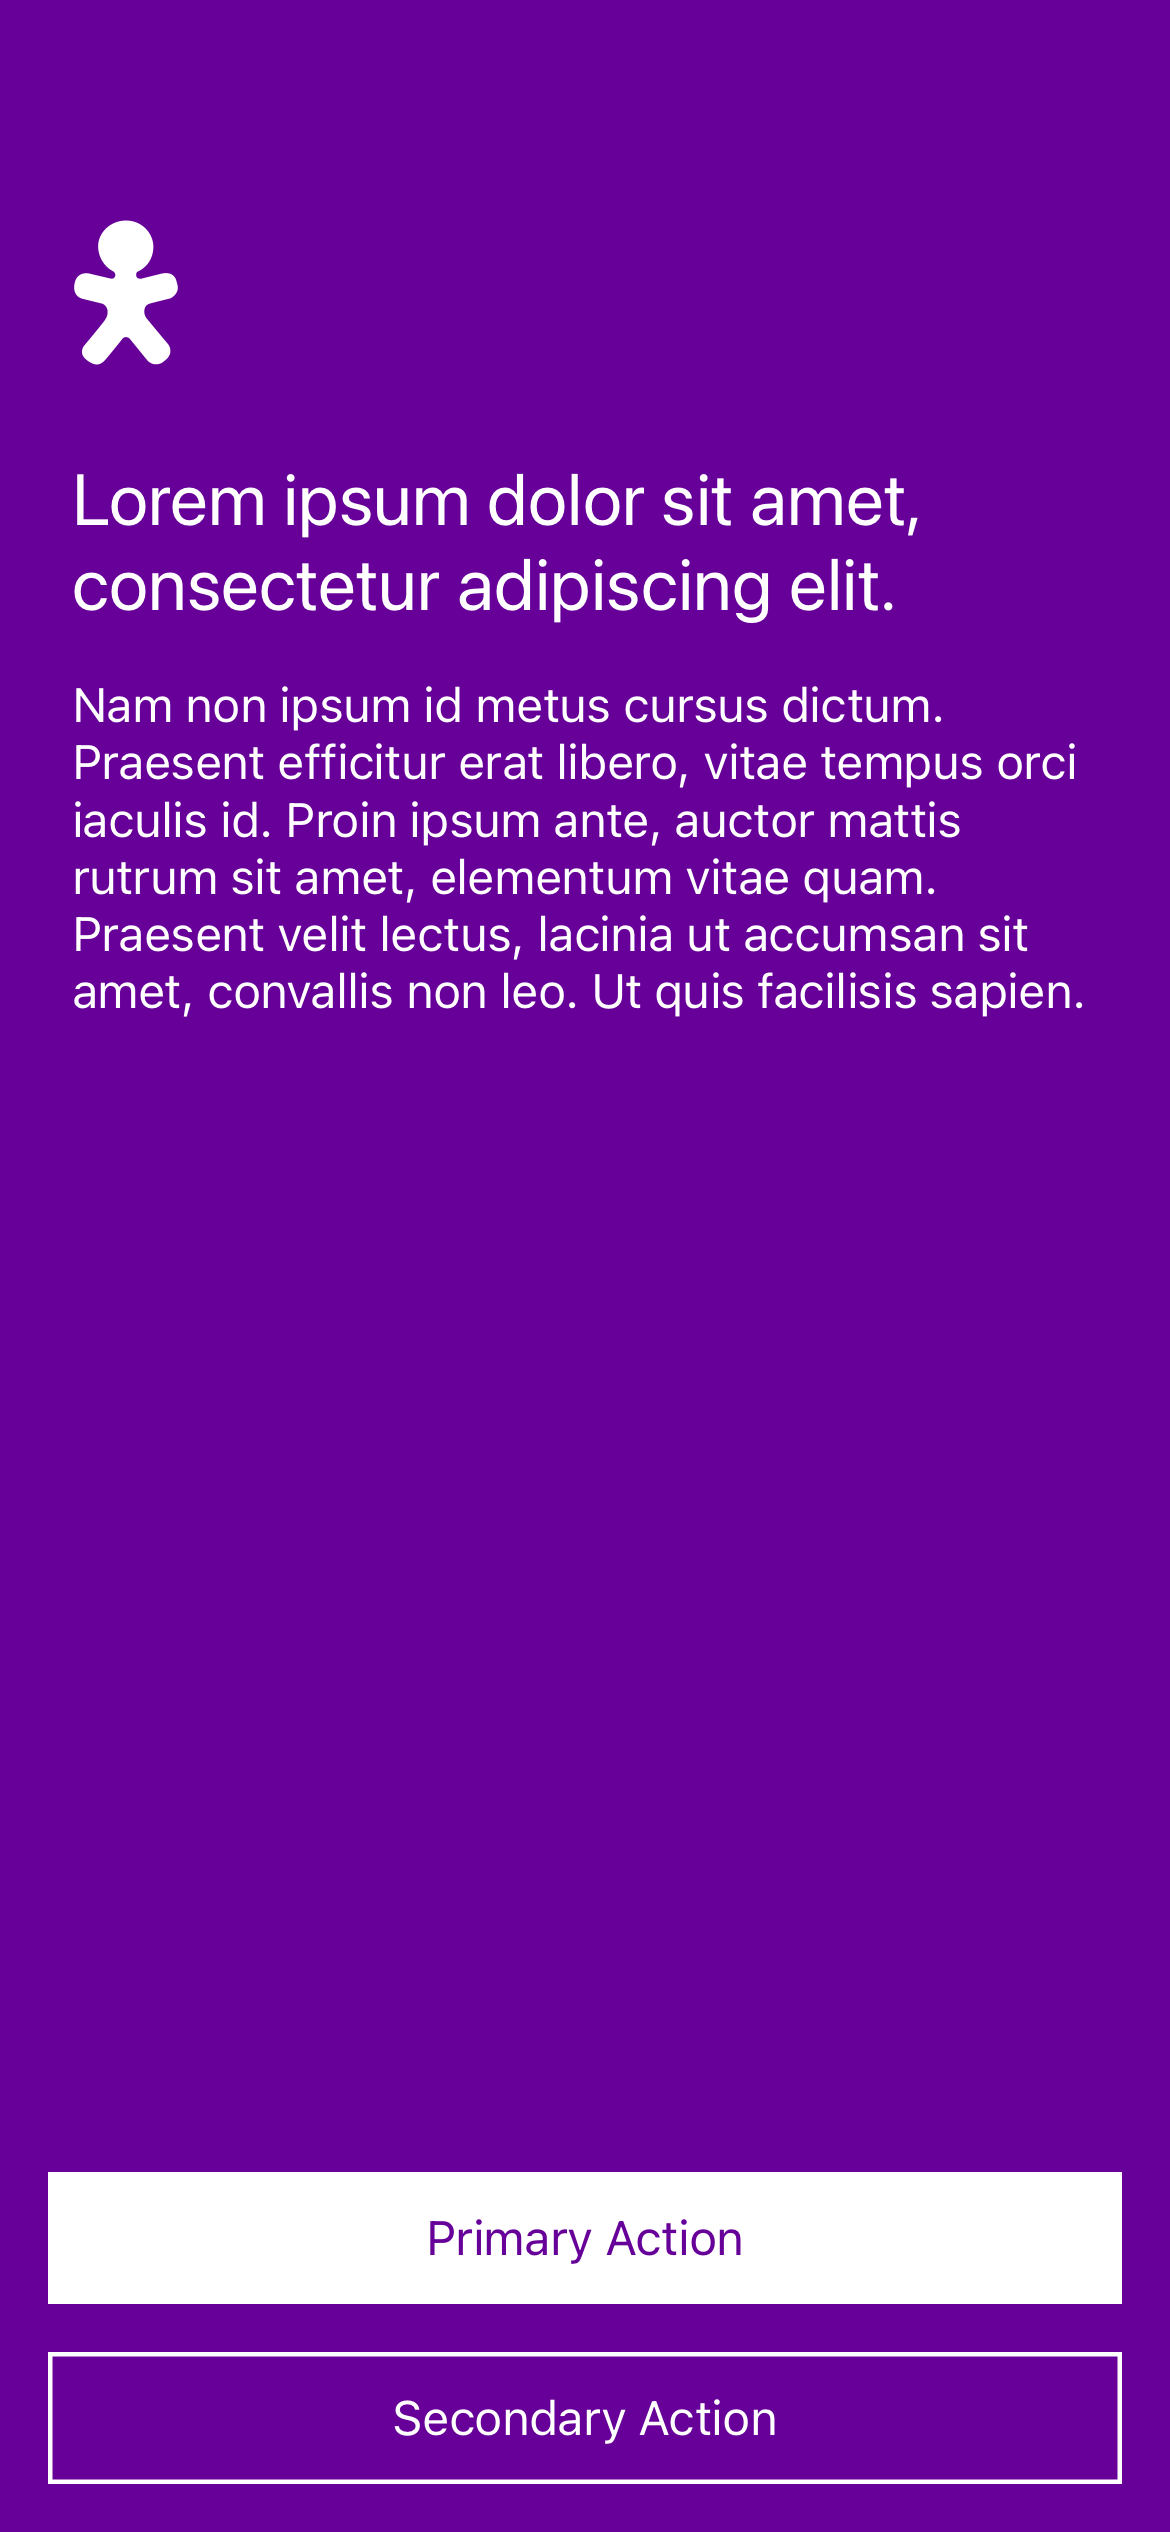 Lorem ipsum dolor sit amet,
consectetur adipiscing elit.
Nam non ipsum id metus cursus dictum.
Praesent efficitur erat libero, vitae tempus orci
iaculis id. Proin ipsum ante, auctor mattis
rutrum sit amet, elementum vitae quam.
Praesent velit lectus, lacinia ut accumsan sit
amet, convallis non leo. Ut quis facilisis sapien.
Primary Action
Secondary Action